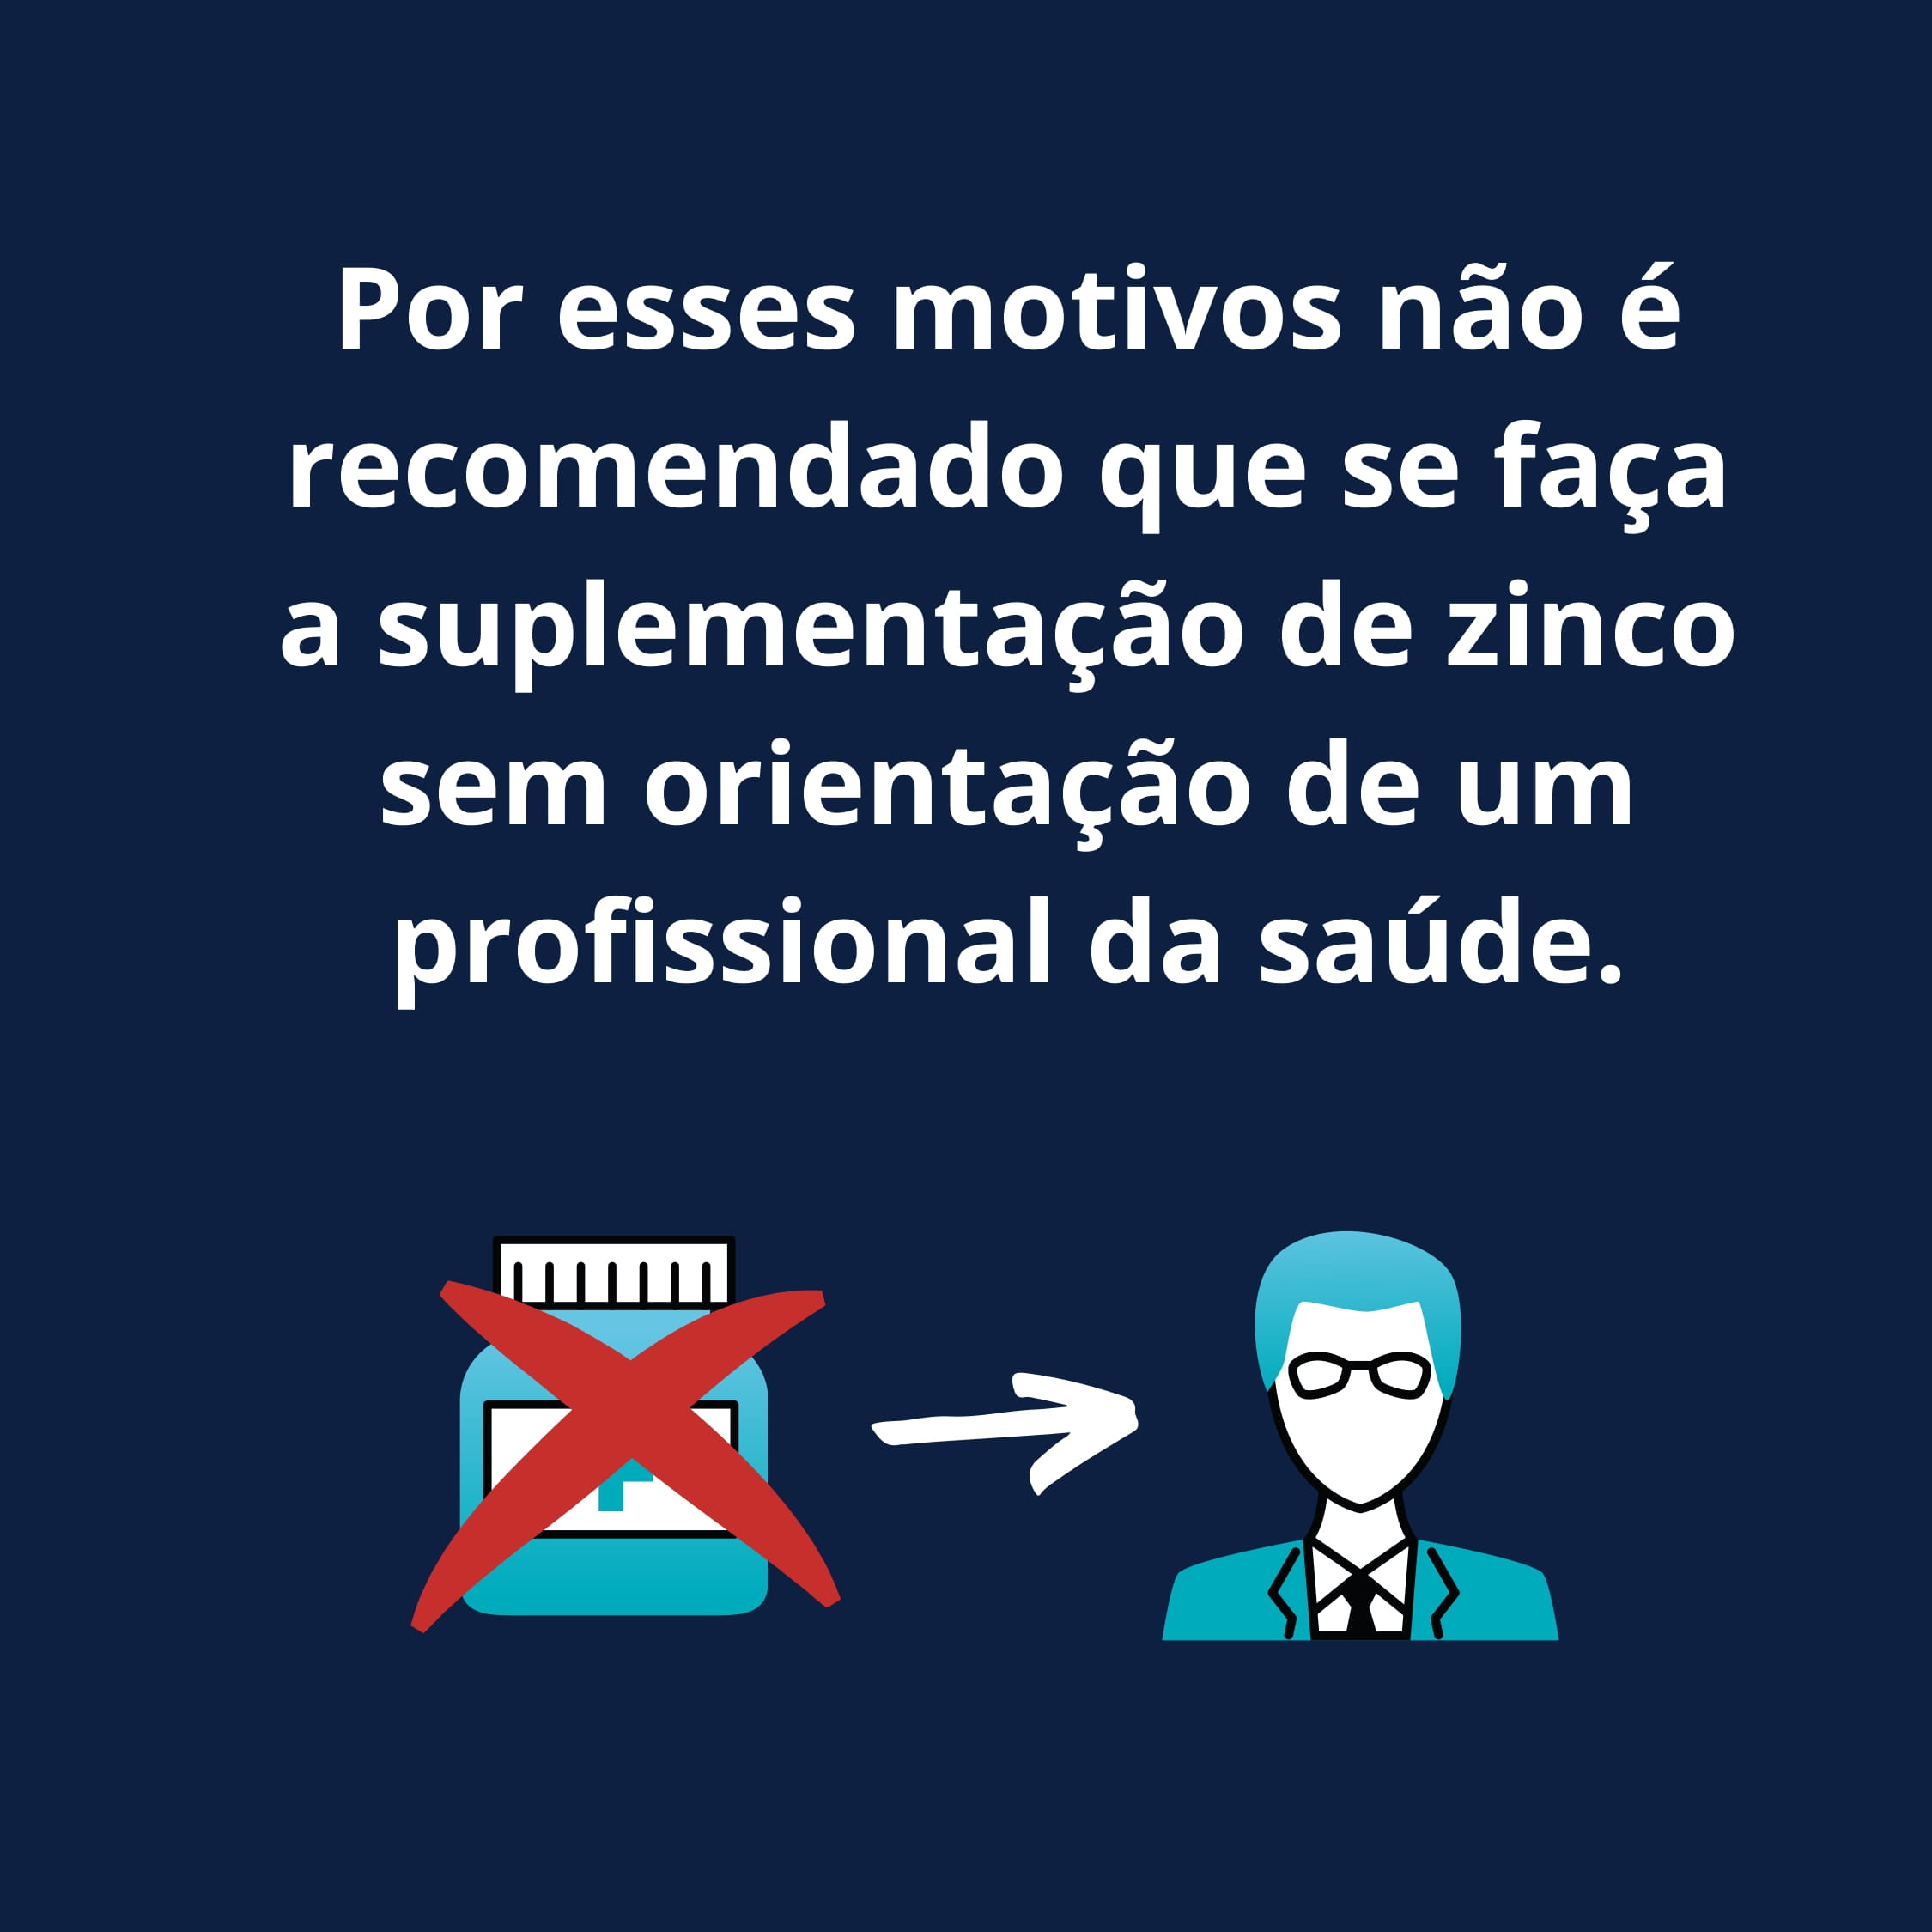 Por esses motivos não é
recomendado que se faça
a suplementação de zinco
sem orientação de um
profissional da saúde.